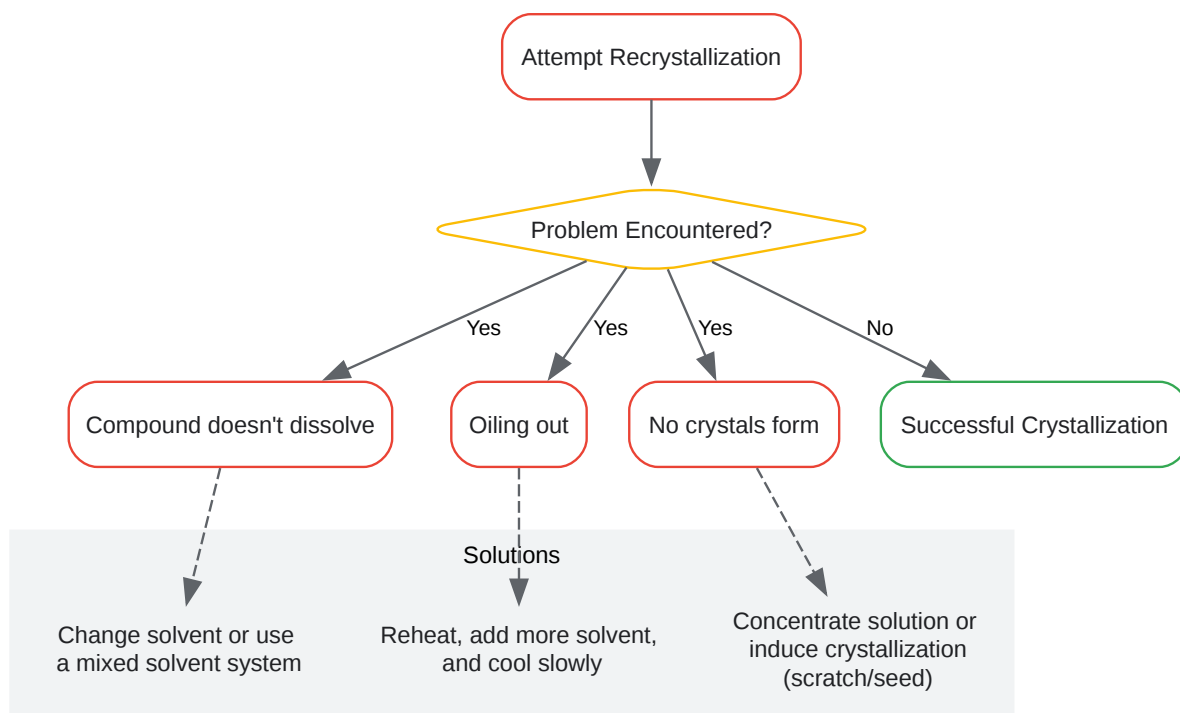 Attempt Recrystallization
Problem Encountered?
Yes
Yes
Yes
No
Compound doesn't dissolve
Oiling out
No crystals form
Successful Crystallization
Solutions
Change solvent or use
a mixed solvent system
Reheat, add more solvent,
and cool slowly
Concentrate solution or
induce crystallization
(scratch/seed)